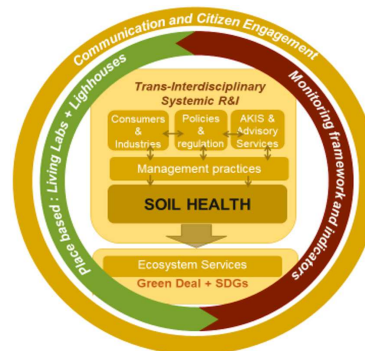 Communication and Citizen Engagement
Place based : Living Labs + Lighhouses
Monitoring framework and indicators
Trans-Interdisciplinary
Systemic R&I
Consumers
&
Industries
Policies
&
regulation
AKIS &
Advisory
Services
Management practices
SOIL HEALTH
Ecosystem Services
Green Deal + SDGs